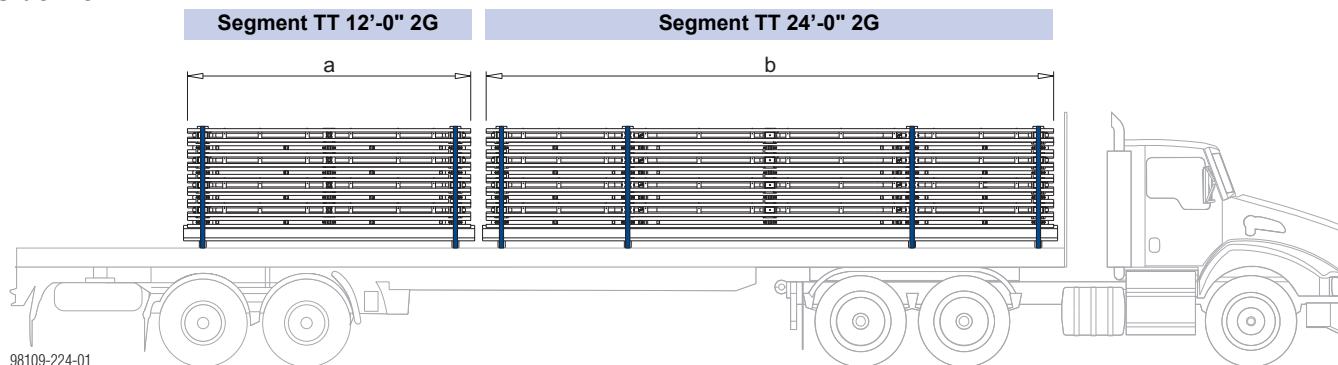 Segment TT 12’-0" 2G
Segment TT 24’-0" 2G
a
b
98109-224-01